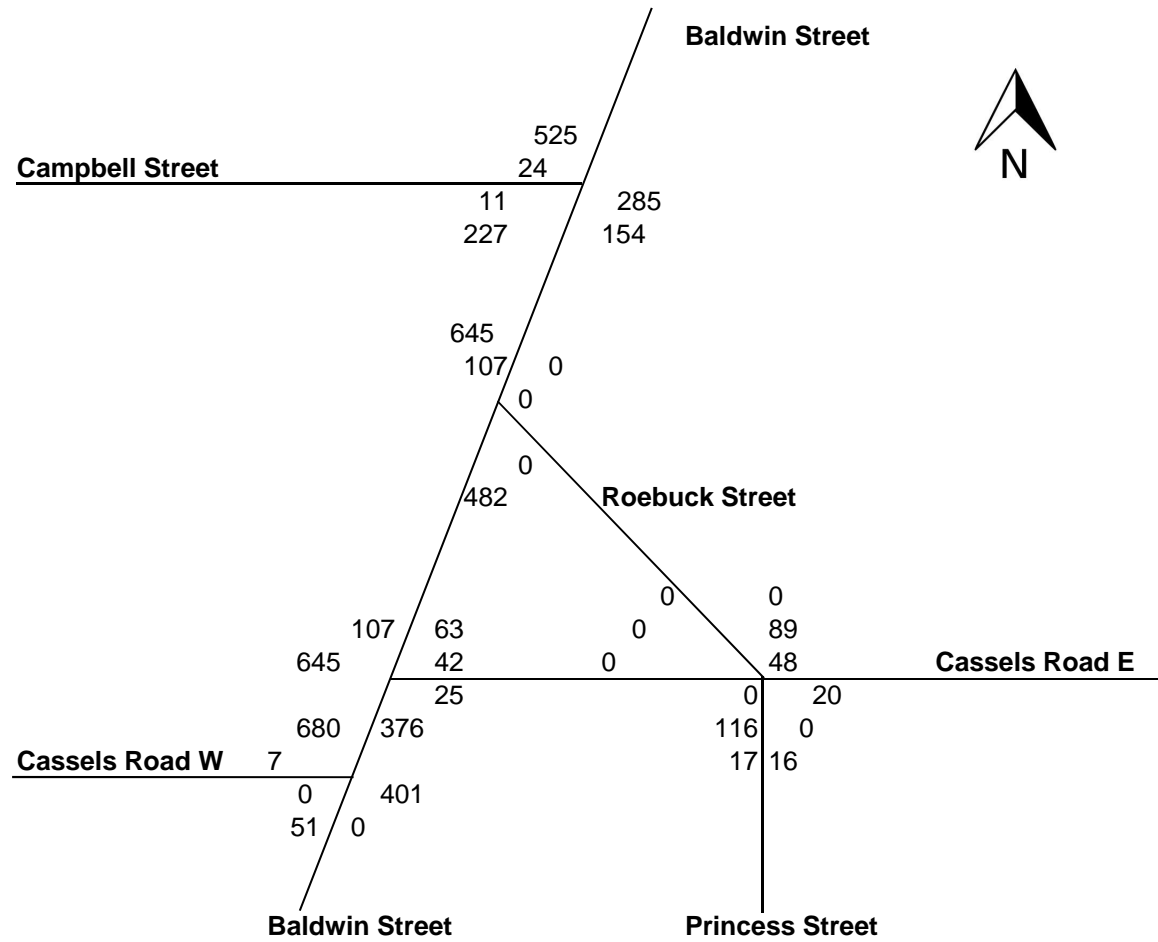 Baldwin Street
525
Campbell Street 24
11 285
227 154
N
645
107 0
0
0
482 Roebuck Street
0 0
107 63 0 89
645 42 0 48 Cassels Road E
25 0 20
680 376 116 0
Cassels Road W 7 17 16
0 401
51 0
Baldwin Street Princess Street